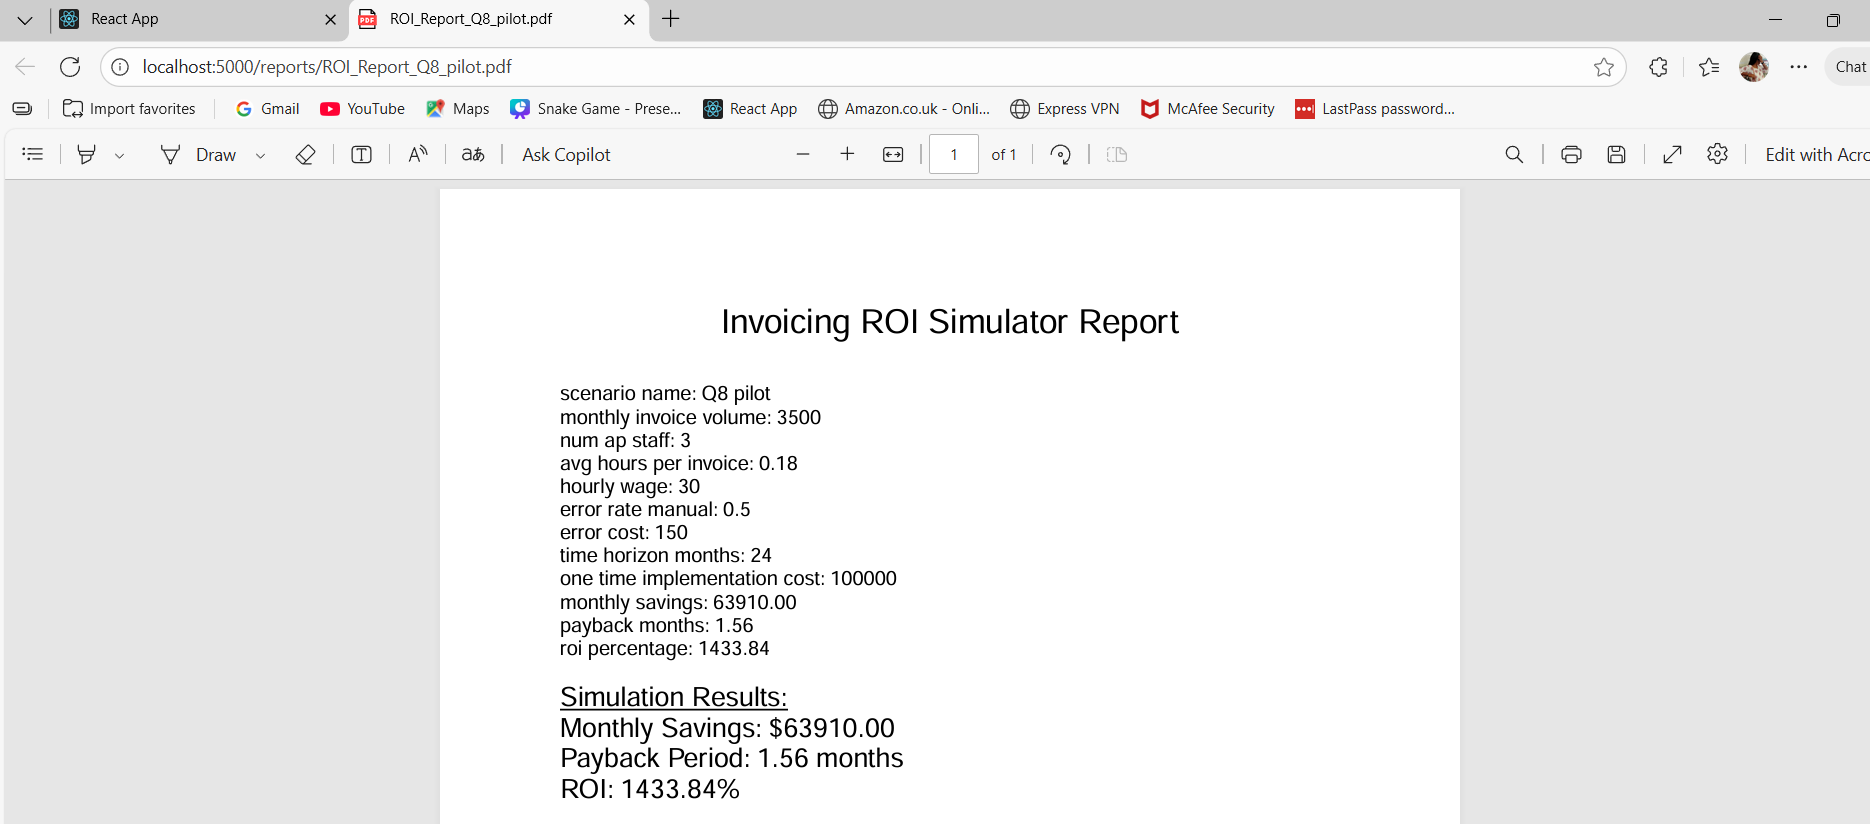 React App
ROI_Report_Q8_pilot.pdf
localhost:5000/reports/ROI_Report_Q8_pilot.pdf
Chat
Import favorites
Gmail
YouTube
Maps
Snake Game - Prese...
React App
Amazon.co.uk - Onli...
Express VPN
McAfee Security
LastPass password...
Draw
aあ
Ask Copilot
1 of 1
Edit with Acro
Invoicing ROI Simulator Report
scenario name: Q8 pilot
monthly invoice volume: 3500
num ap staff: 3
avg hours per invoice: 0.18
hourly wage: 30
error rate manual: 0.5
error cost: 150
time horizon months: 24
one time implementation cost: 100000
monthly savings: 63910.00
payback months: 1.56
roi percentage: 1433.84
Simulation Results:
Monthly Savings: $63910.00
Payback Period: 1.56 months
ROI: 1433.84%